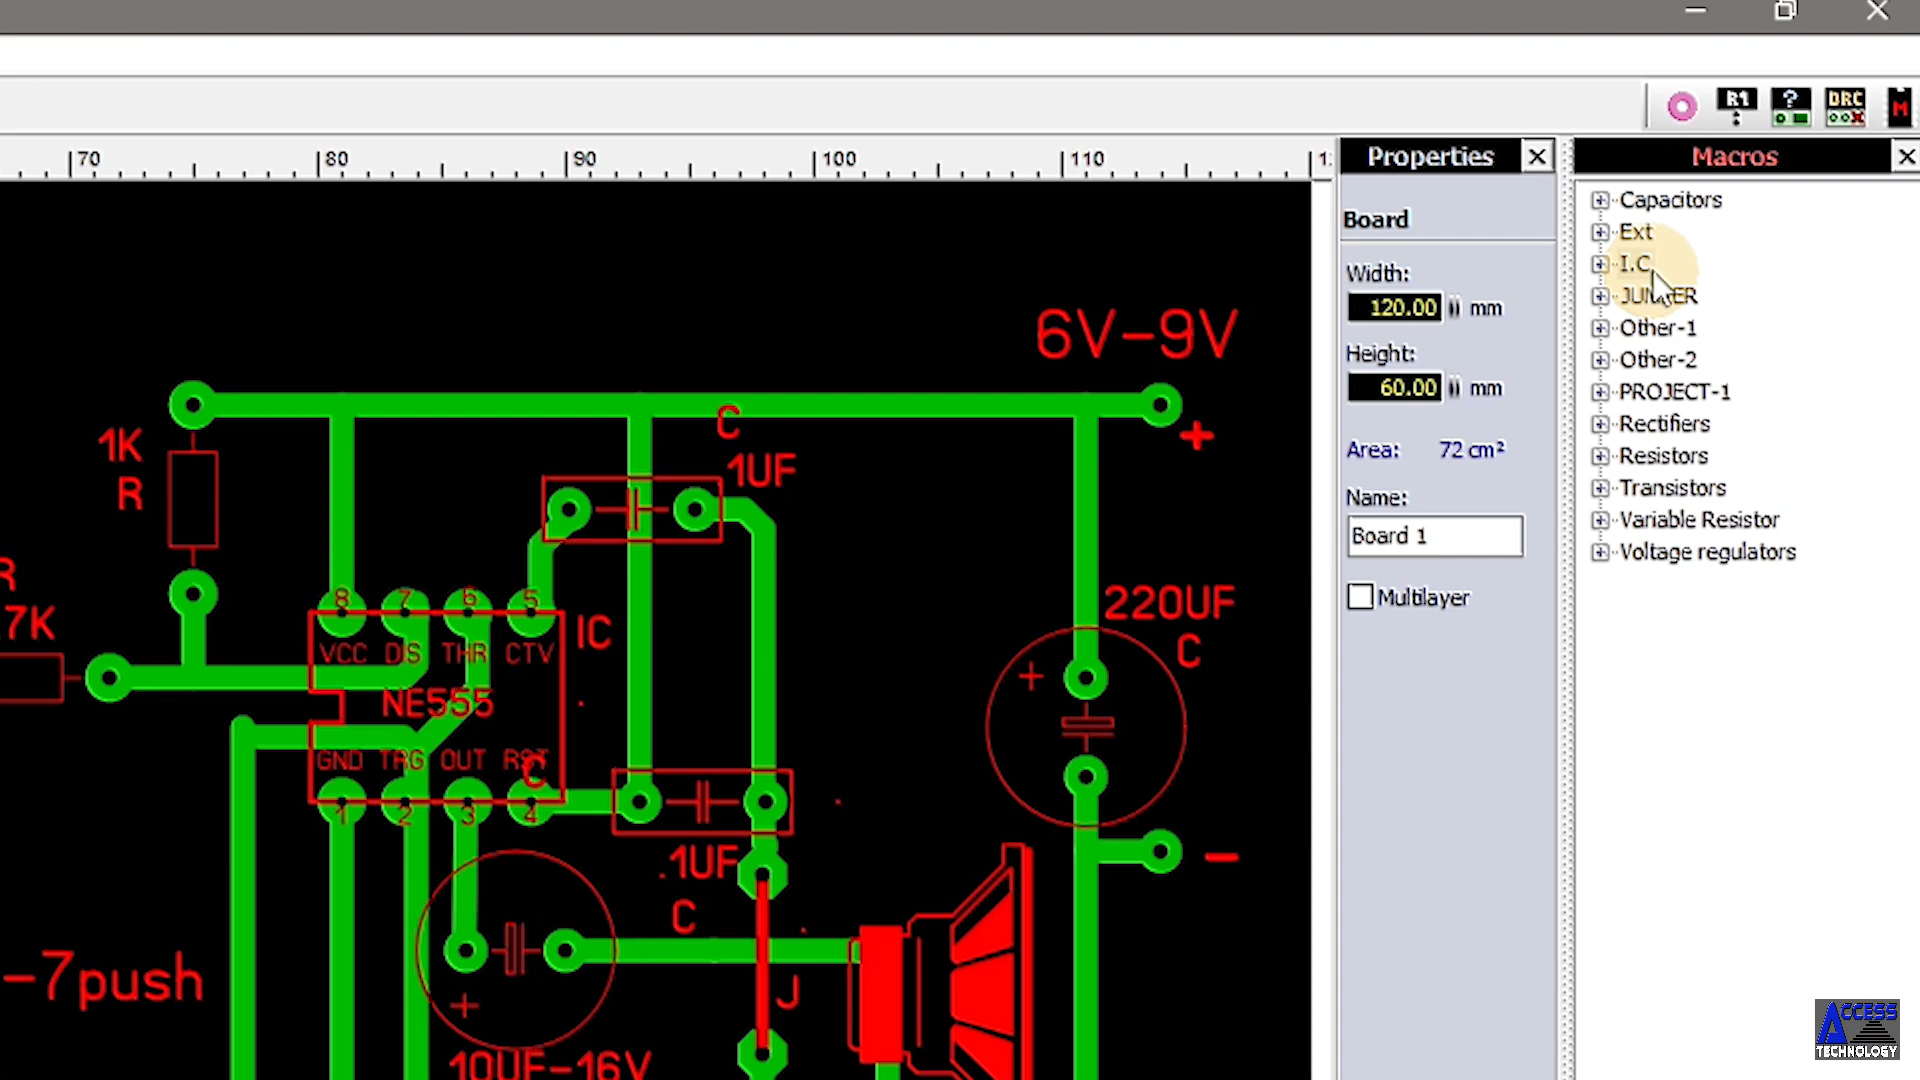 R1
?
DRC
M
70
80
90
100
110
Properties
Macros
Board
Width:
120.00 mm
Height:
60.00 mm
Area: 72 cm²
Name:
Board 1
Multilayer
Capacitors
Ext
I.C
Other-1
Other-2
PROJECT-1
Rectifiers
Resistors
Transistors
Variable Resistor
Voltage regulators
6V-9V
+
C
1UF
1K
R
R
7K
8 7 6 5
VCC DIS THR CTV
IC
NE555
GND TRG OUT RST
C
1 2 3 4
220UF
C
+
-
.1UF
C
J
+
10UF-16V
-7push
ACCESS
TECHNOLOGY